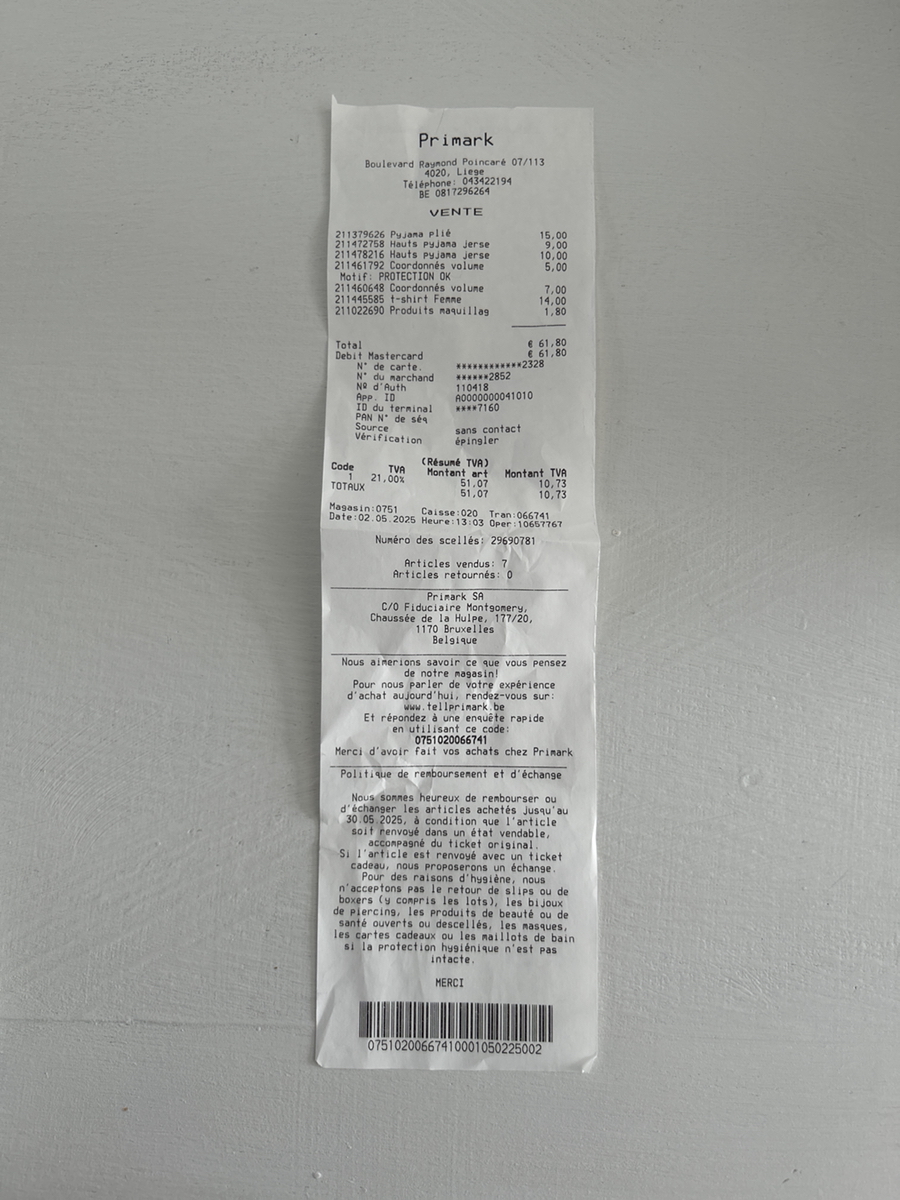 Primark
Boulevard Raymond Poincaré 07/113
4020, Liege
Téléphone: 043422194
BE 0817296264
VENTE
211379626 Pyjama plié 15,00
211472758 Hauts pyjama jerse 9,00
211478216 Hauts pyjama jerse 10,00
211461792 Coordonnés volume 5,00
Motif: PROTECTION OK
211460648 Coordonnés volume 7,00
211445585 t-shirt Femme 14,00
211022690 Produits maquillag 1,80
Total € 61,80
Debit Mastercard € 61,80
N° de carte. ************2328
N° du marchand ******2852
Nº d'Auth 110418
App. ID A0000000041010
ID du terminal ****7160
PAN N° de séq
Source sans contact
Vérification épingler
(Résumé TVA)
Code TVA Montant art Montant TVA
1 21,00% 51,07 10,73
TOTAUX 51,07 10,73
Magasin:0751 Caisse:020 Tran:066741
Date:02.05.2025 Heure:13:03 Oper:10657767
Numéro des scellés: 29690781
Articles vendus: 7
Articles retournés: 0
Primark SA
C/O Fiduciaire Montgomery,
Chaussée de la Hulpe, 177/20,
1170 Bruxelles
Belgique
Nous aimerions savoir ce que vous pensez
de notre magasin!
Pour nous parler de votre expérience
d'achat aujourd'hui, rendez-vous sur:
www.tellprimark.be
Et répondez à une enquête rapide
en utilisant ce code:
0751020066741
Merci d'avoir fait vos achats chez Primark
Politique de remboursement et d'échange
Nous sommes heureux de rembourser ou
d'échanger les articles achetés jusqu'au
30.05.2025, à condition que l'article
soit renvoyé dans un état vendable,
accompagné du ticket original.
Si l'article est renvoyé avec un ticket
cadeau, nous proposerons un échange.
Pour des raisons d'hygiène, nous
n'acceptons pas le retour de slips ou de
boxers (y compris les lots), les bijoux
de piercing, les produits de beauté ou de
santé ouverts ou descellés, les masques,
les cartes cadeaux ou les maillots de bain
si la protection hygiénique n'est pas
intacte.
MERCI
07510200667410001050225002